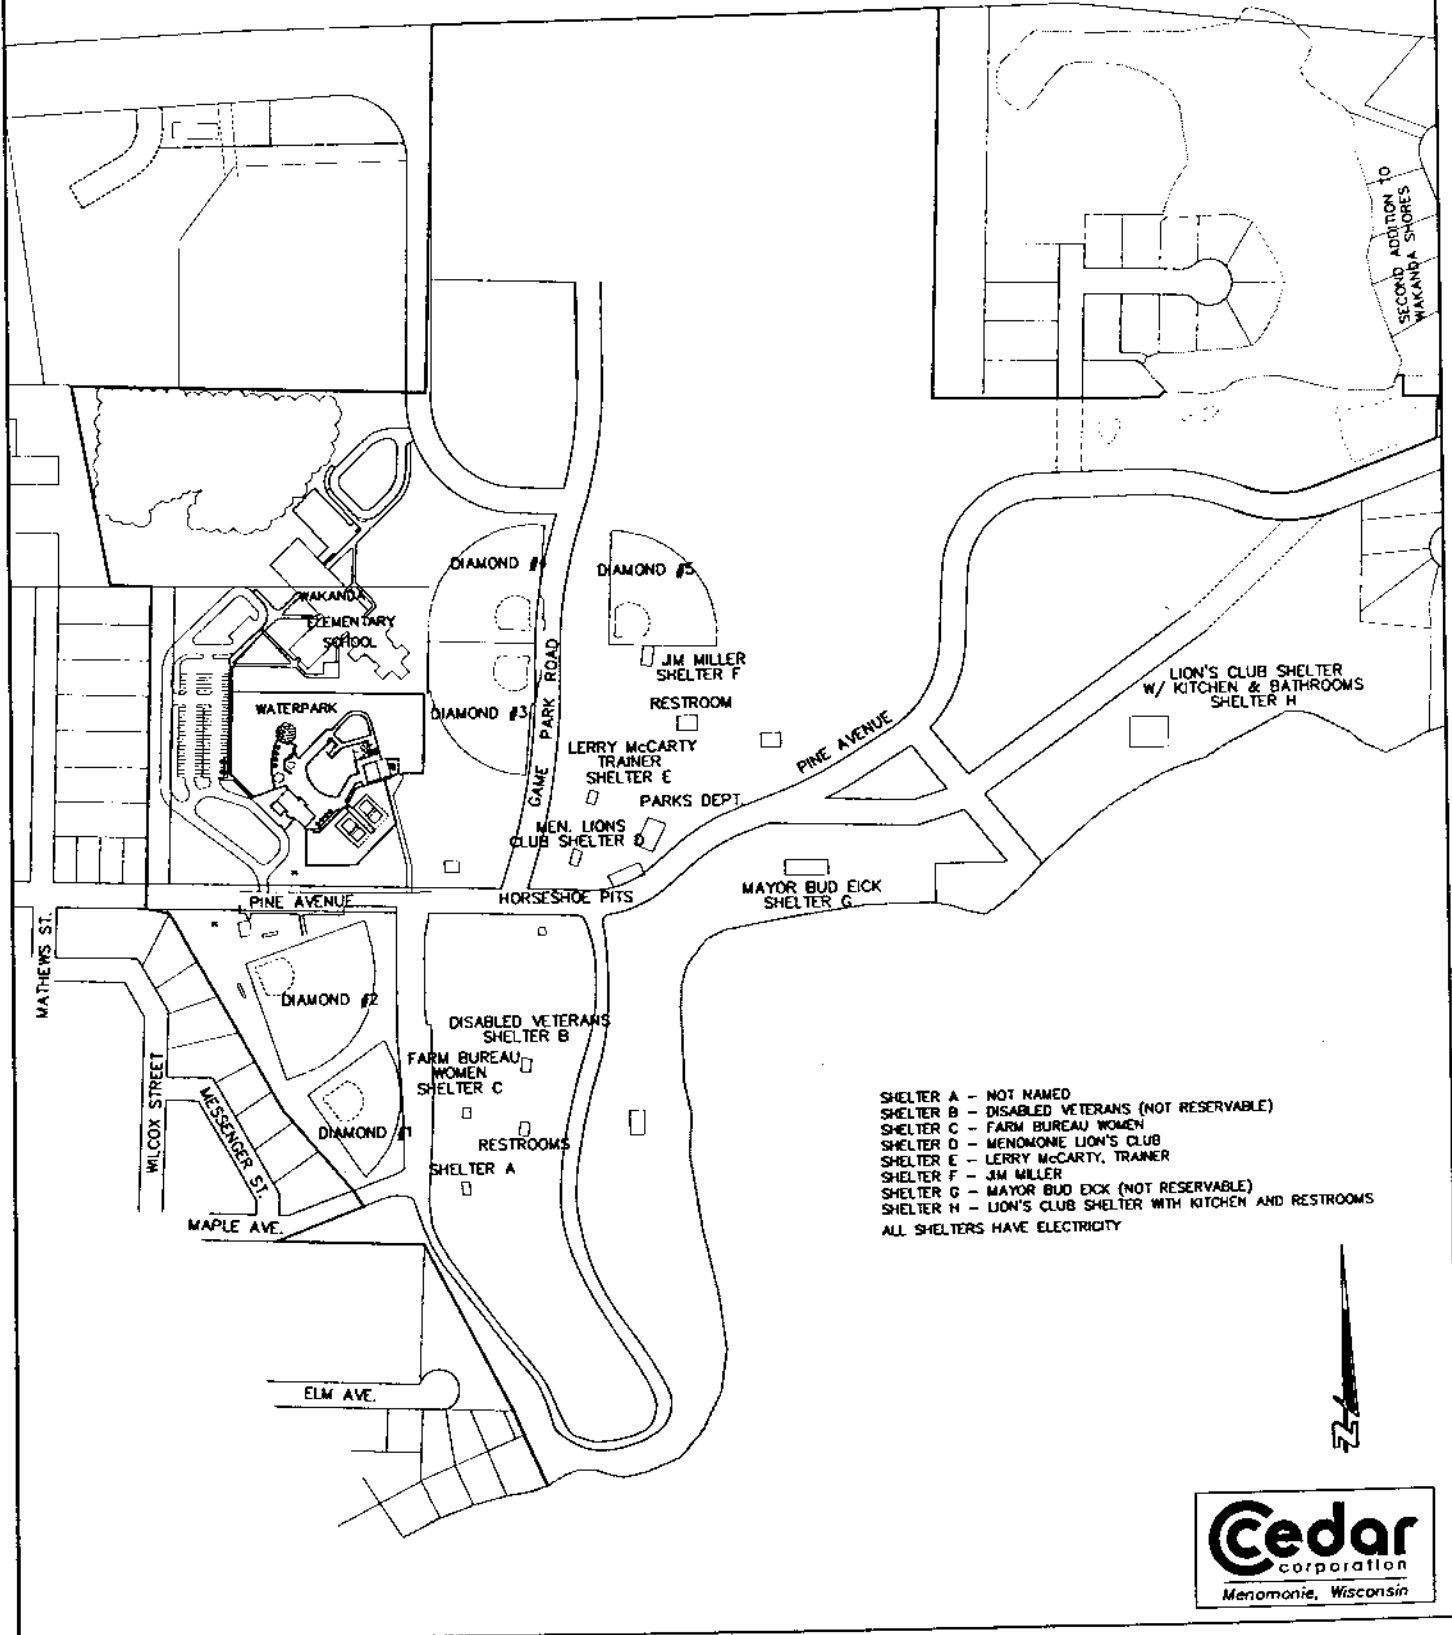 SECOND ADDITION TO
WAKANDA SHORES
DIAMOND #4
DIAMOND #5
WAKANDA
ELEMENTARY
SCHOOL
JIM MILLER
SHELTER F
LION'S CLUB SHELTER
W/ KITCHEN & BATHROOMS
SHELTER H
RESTROOM
WATERPARK
DIAMOND #3
GAME PARK ROAD
PINE AVENUE
LERRY McCARTY
TRAINER
SHELTER E
PARKS DEPT.
MEN. LIONS
CLUB SHELTER D
MAYOR BUD EICK
SHELTER G
HORSESHOE PITS
PINE AVENUE
MATHEWS ST.
DIAMOND #2
DISABLED VETERANS
SHELTER B
FARM BUREAU
WOMEN
SHELTER C
WILCOX STREET
MESSENGER ST.
DIAMOND #1
RESTROOMS
SHELTER A
MAPLE AVE.
SHELTER A - NOT NAMED
SHELTER B - DISABLED VETERANS (NOT RESERVABLE)
SHELTER C - FARM BUREAU WOMEN
SHELTER D - MENOMONIE LION'S CLUB
SHELTER E - LERRY McCARTY, TRAINER
SHELTER F - JIM MILLER
SHELTER G - MAYOR BUD EICK (NOT RESERVABLE)
SHELTER H - LION'S CLUB SHELTER WITH KITCHEN AND RESTROOMS
ALL SHELTERS HAVE ELECTRICITY
ELM AVE.
N
Cedar
corporation
Menomonie, Wisconsin